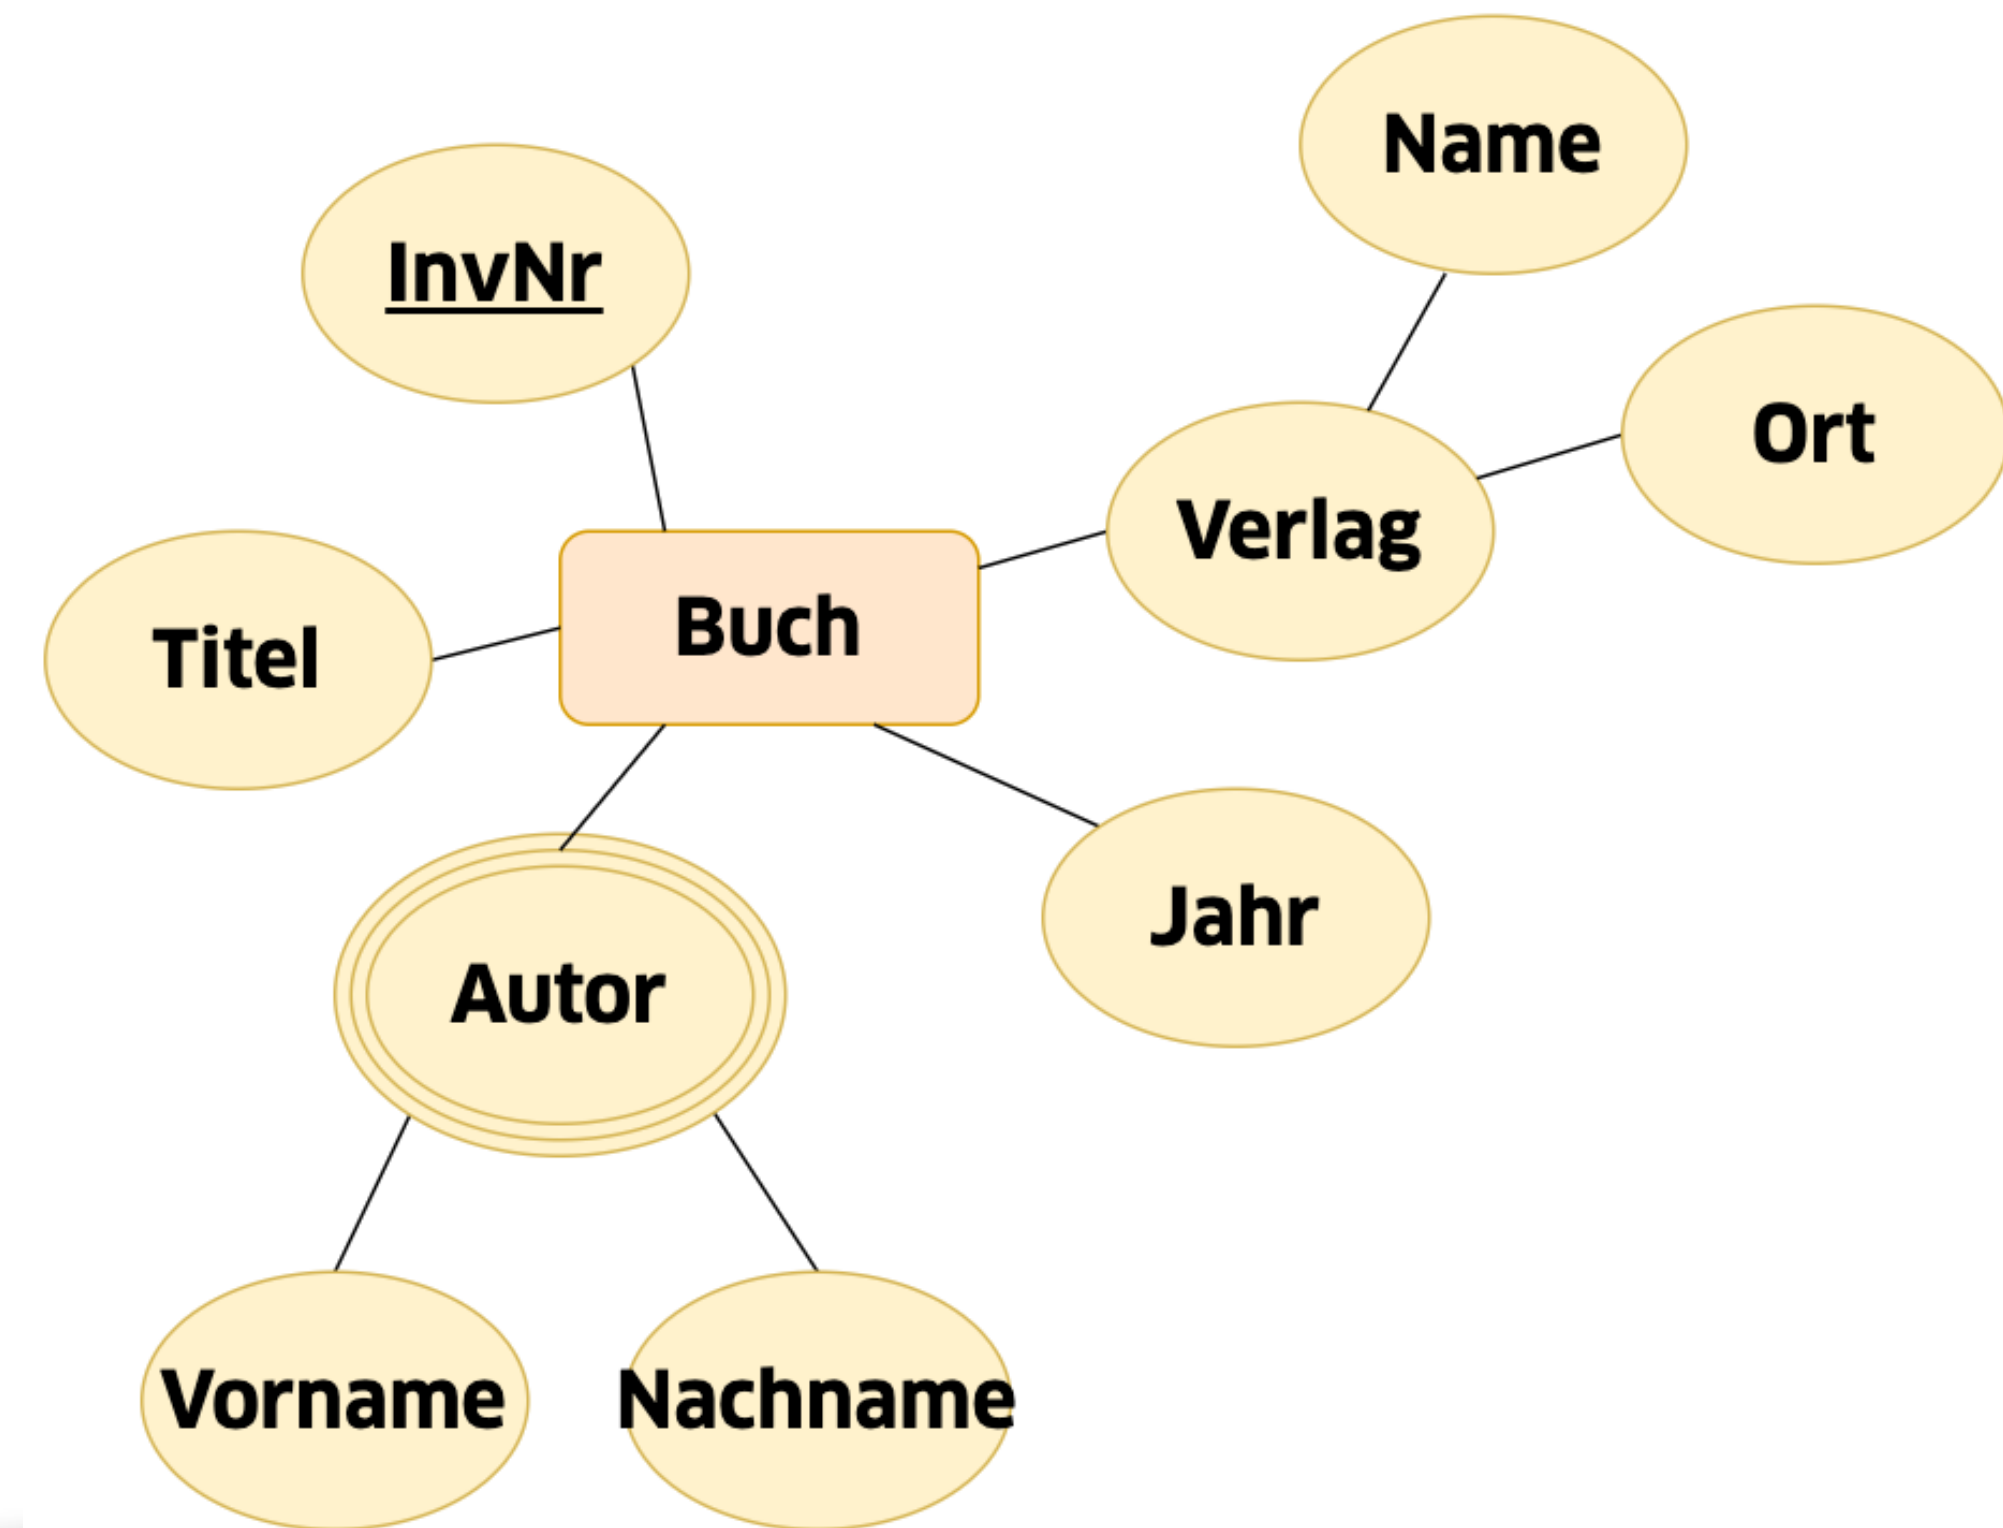 Name
InvNr
Ort
Verlag
Buch
Titel
Jahr
Autor
Vorname
Nachname